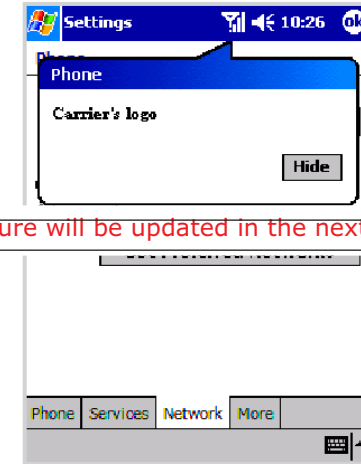 Settings 10:26 ok
Phone
Phone
Carrier's logo
Hide
ure will be updated in the next
Phone Services Network More